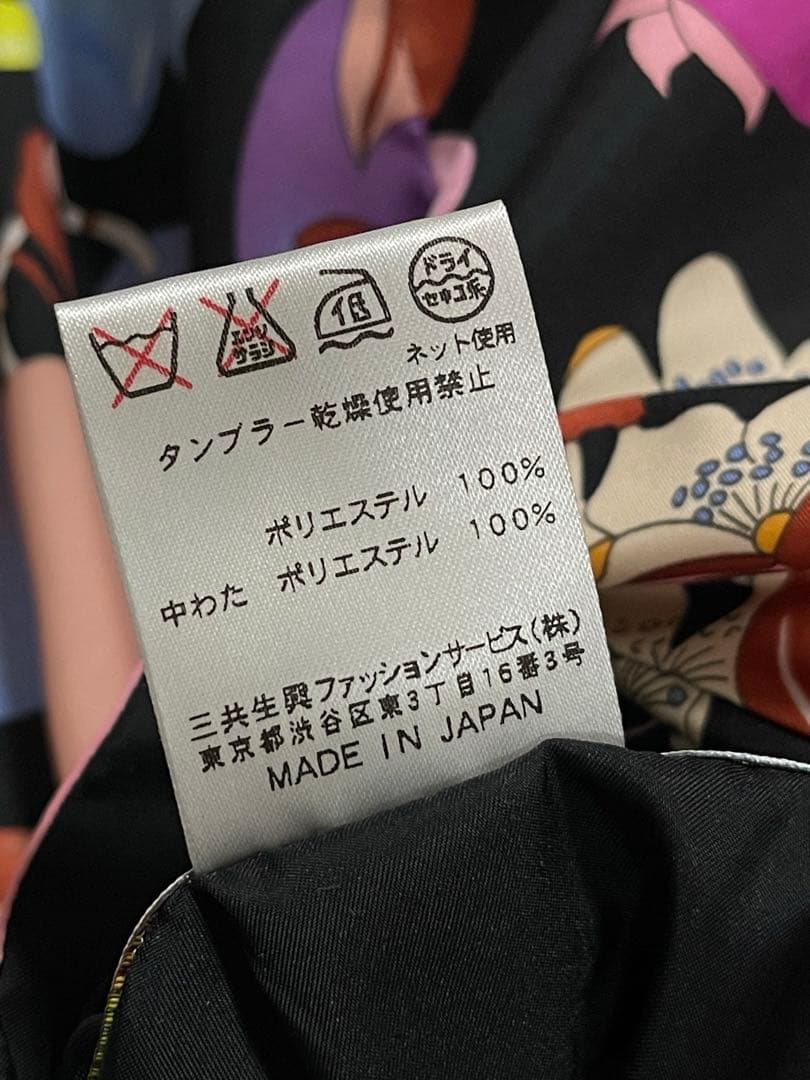 エンソ
サラシ
低
ドライ
セキユ系
ネット使用
タンブラー乾燥使用禁止
ポリエステル 100%
中わた ポリエステル 100%
三共生興ファッションサービス(株)
東京都渋谷区東3丁目16番3号
MADE IN JAPAN